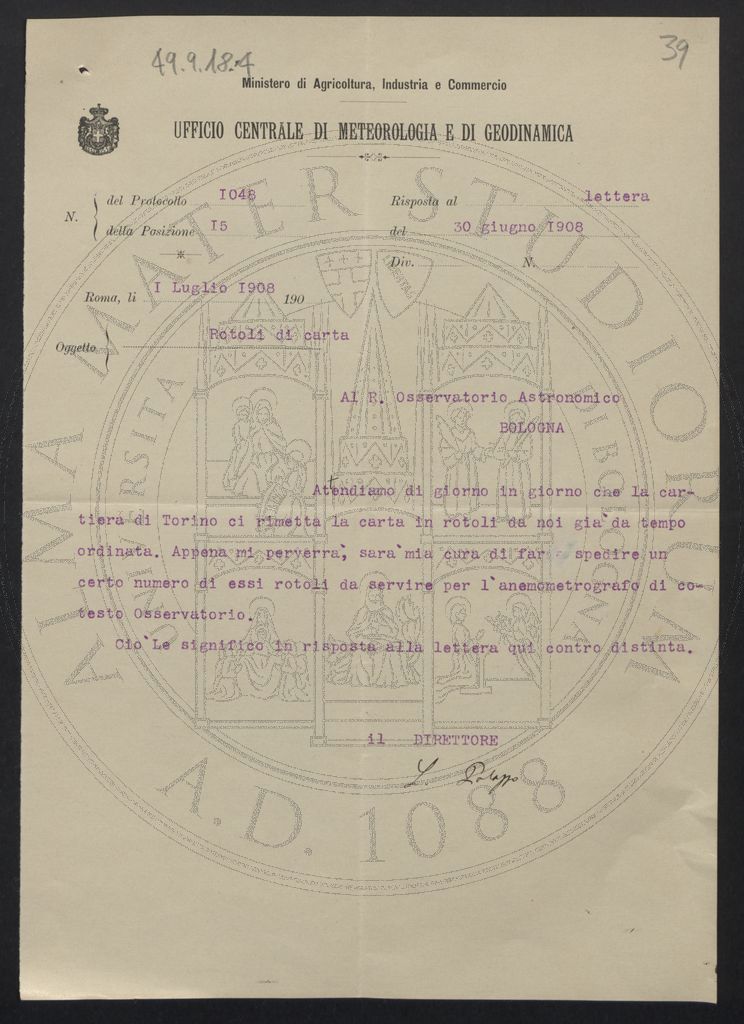 49.9.18.4
39
Ministero di Agricoltura, Industria e Commercio
UFFICIO CENTRALE DI METEOROLOGIA E DI GEODINAMICA
N. del Protocollo 1048
della Posizione 15
Risposta al lettera
del 30 giugno 1908
Div. N.
Roma, li I Luglio I908 190
Oggetto Rotoli di carta
Al R. Osservatorio Astronomico
BOLOGNA
Attendiamo di giorno in giorno che la car-
tiera di Torino ci rimetta la carta in rotoli da noi già da tempo
ordinata. Appena mi perverrà, sarà mia cura di far spedire un
certo numero di essi rotoli da servire per l'anemometrografo di co-
testo Osservatorio.
Ciò Le significo in risposta alla lettera qui contro distinta.
il DIRETTORE
L Palazzo
ALMA MATER STUDIORUM
A.D. 1088